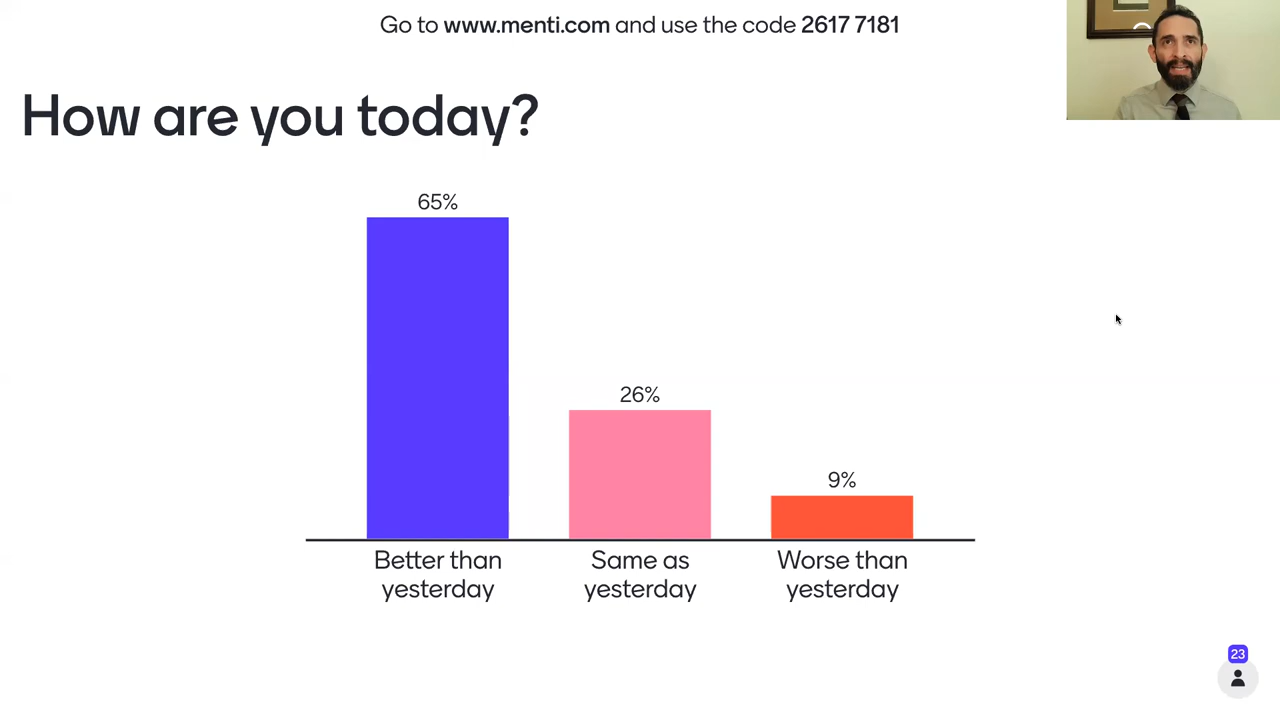 Go to www.menti.com and use the code 2617 7181
How are you today?
65%
26%
9%
Better than
yesterday
Same as
yesterday
Worse than
yesterday
23